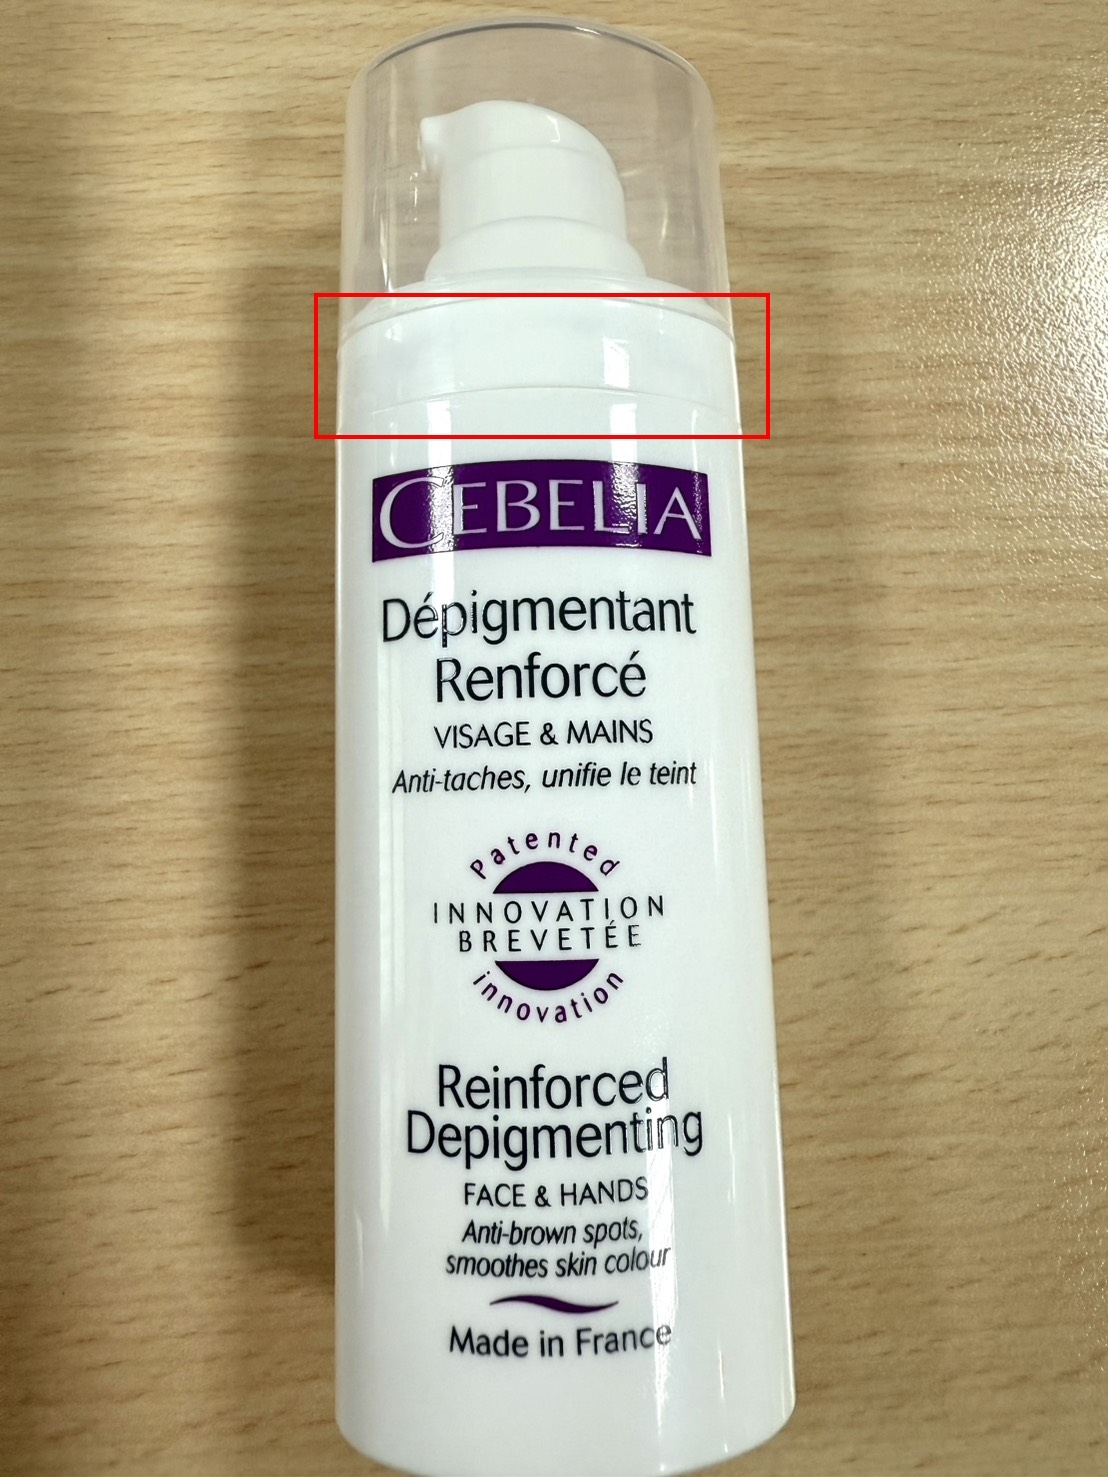 CEBELIA
Dépigmentant
Renforcé
VISAGE & MAINS
Anti-taches, unifie le teint
Patented
INNOVATION
BREVETÉE
innovation
Reinforced
Depigmenting
FACE & HANDS
Anti-brown spots,
smoothes skin colour
Made in France